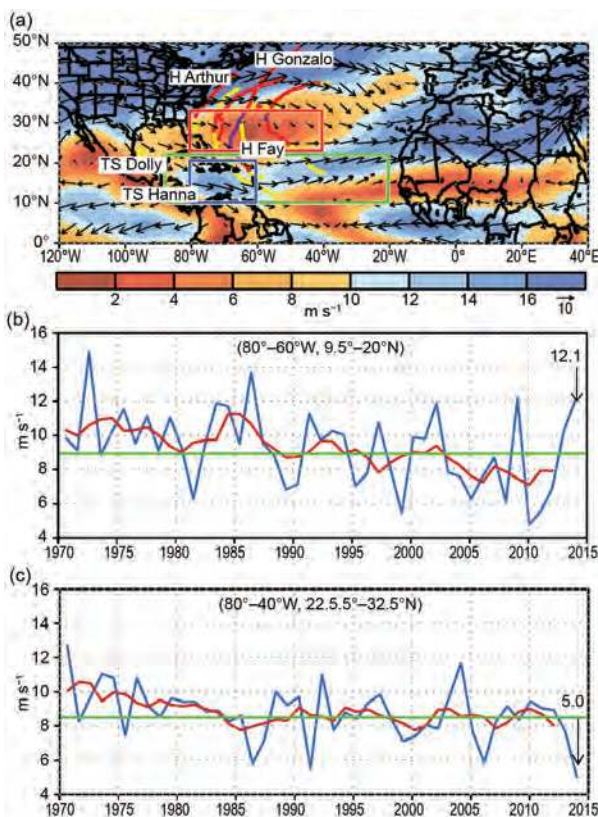 (a)
50°N
H Gonzalo
40°
H Arthur
30°
20°
H Fay
TS Dolly
10°
TS Hanna
0°
120°W 100°W 80°W 60°W 40°W 20°W 0° 20°E 40°E
2 4 6 8 10 12 14 16 10
m s⁻¹
(b)
16
(80°–60°W, 9.5°–20°N)
12.1
14
12
m s⁻¹
10
8
6
4
1970 1975 1980 1985 1990 1995 2000 2005 2010 2015
(c)
16
(80°–40°W, 22.5.5°–32.5°N)
14
12
m s⁻¹
10
5.0
8
6
4
1970 1975 1980 1985 1990 1995 2000 2005 2010 2015